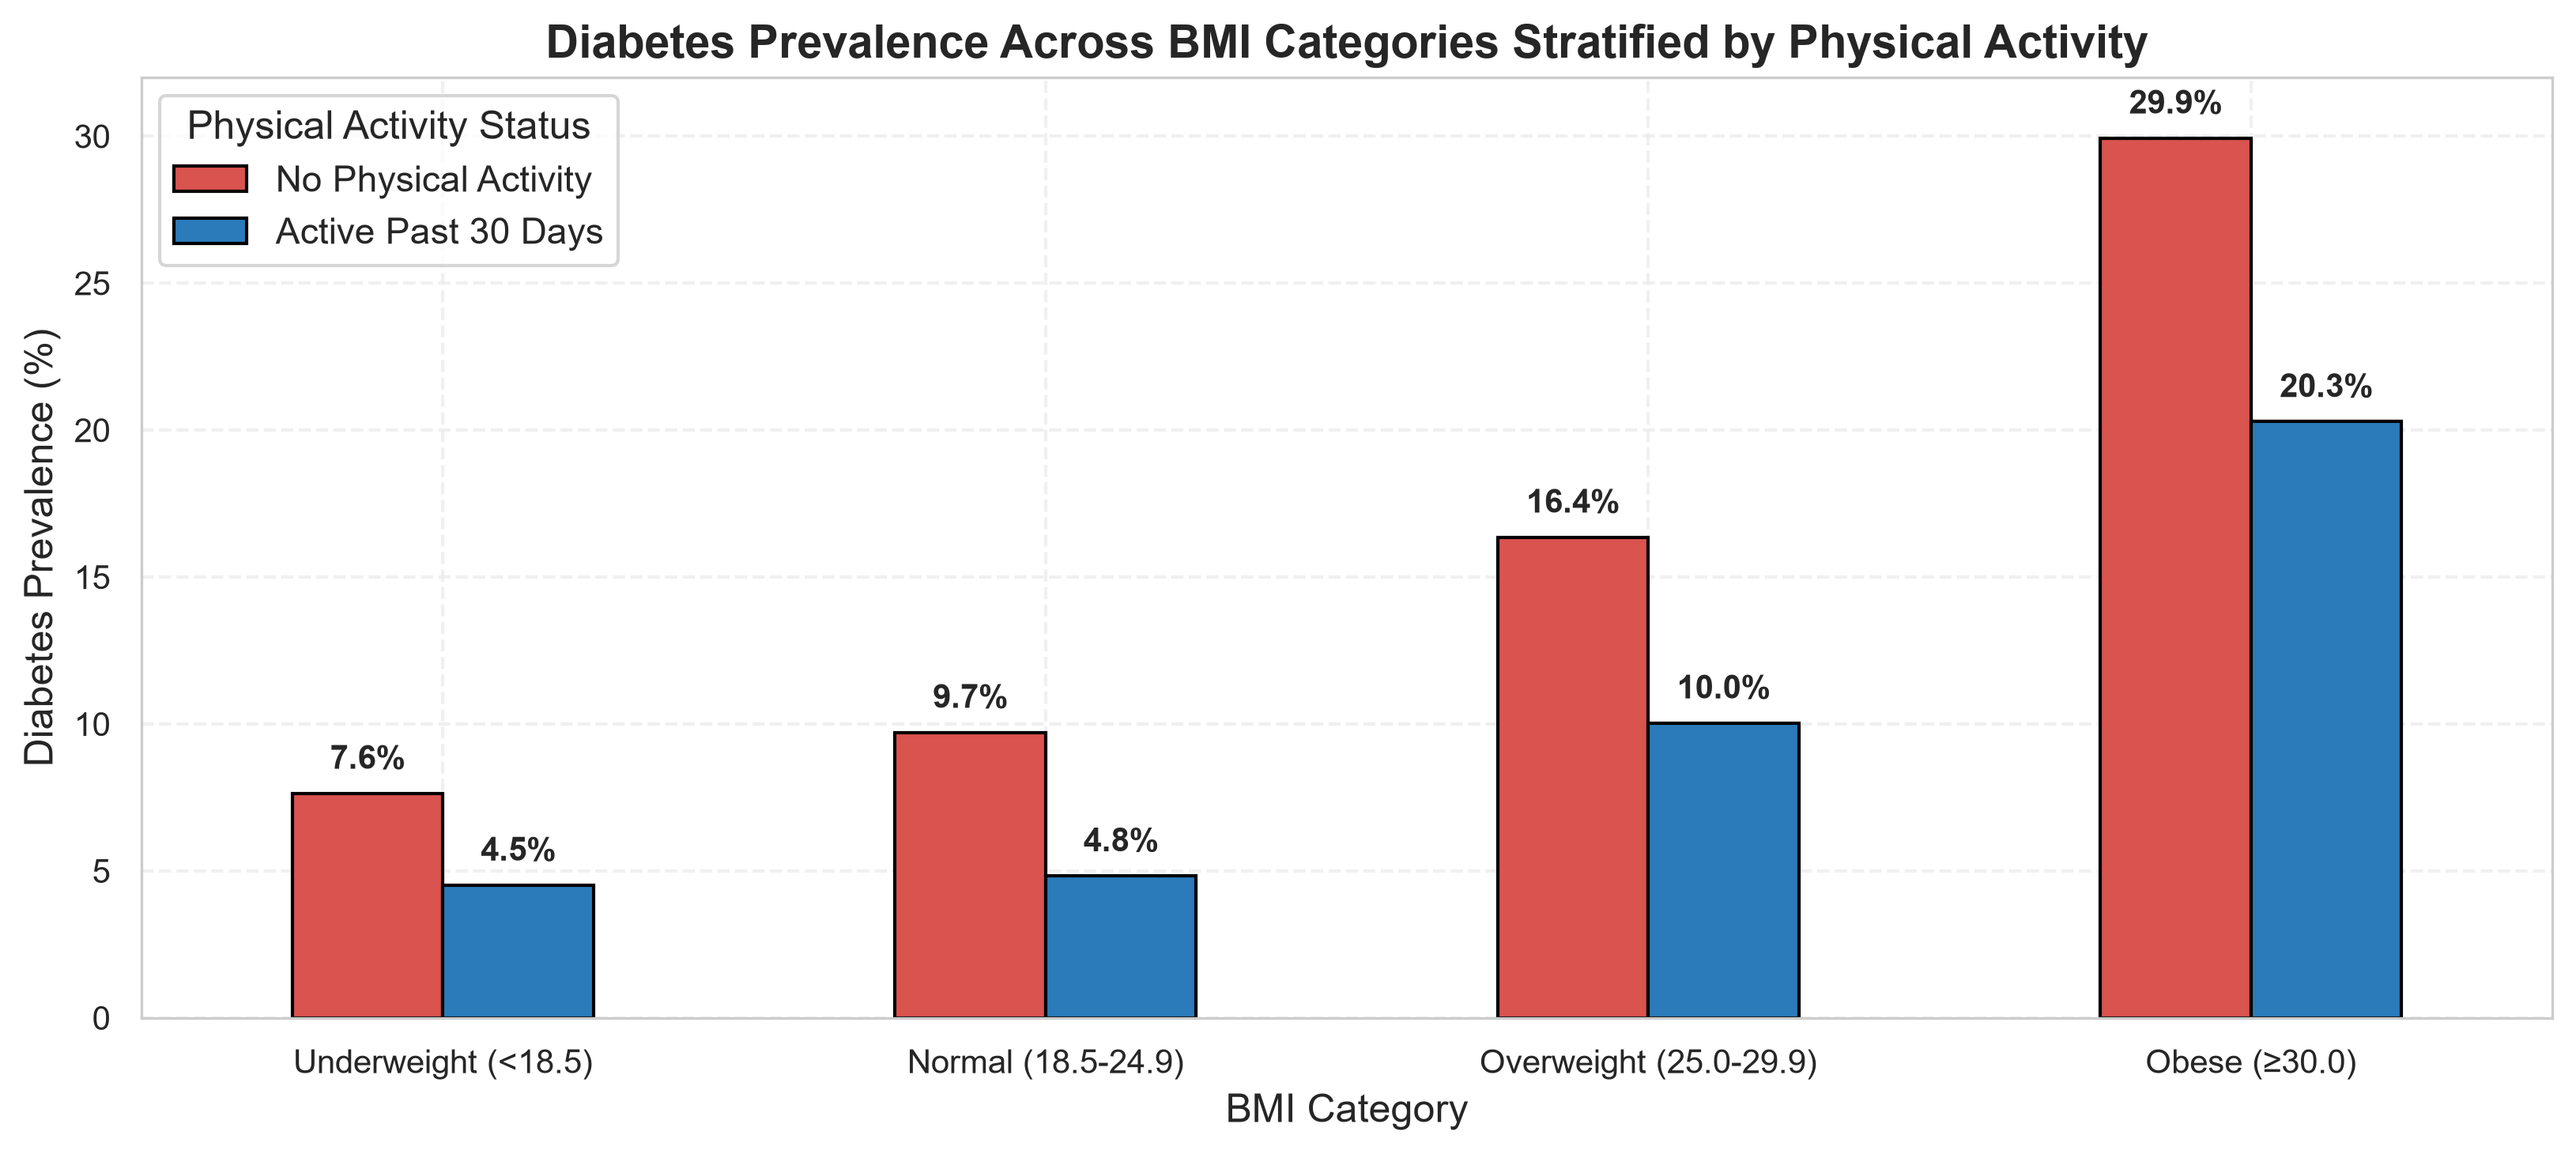 Diabetes Prevalence Across BMI Categories Stratified by Physical Activity
Physical Activity Status
No Physical Activity
Active Past 30 Days
Diabetes Prevalence (%)
30
25
20
15
10
5
0
7.6%
4.5%
9.7%
4.8%
16.4%
10.0%
29.9%
20.3%
Underweight (<18.5)
Normal (18.5-24.9)
Overweight (25.0-29.9)
Obese (≥30.0)
BMI Category